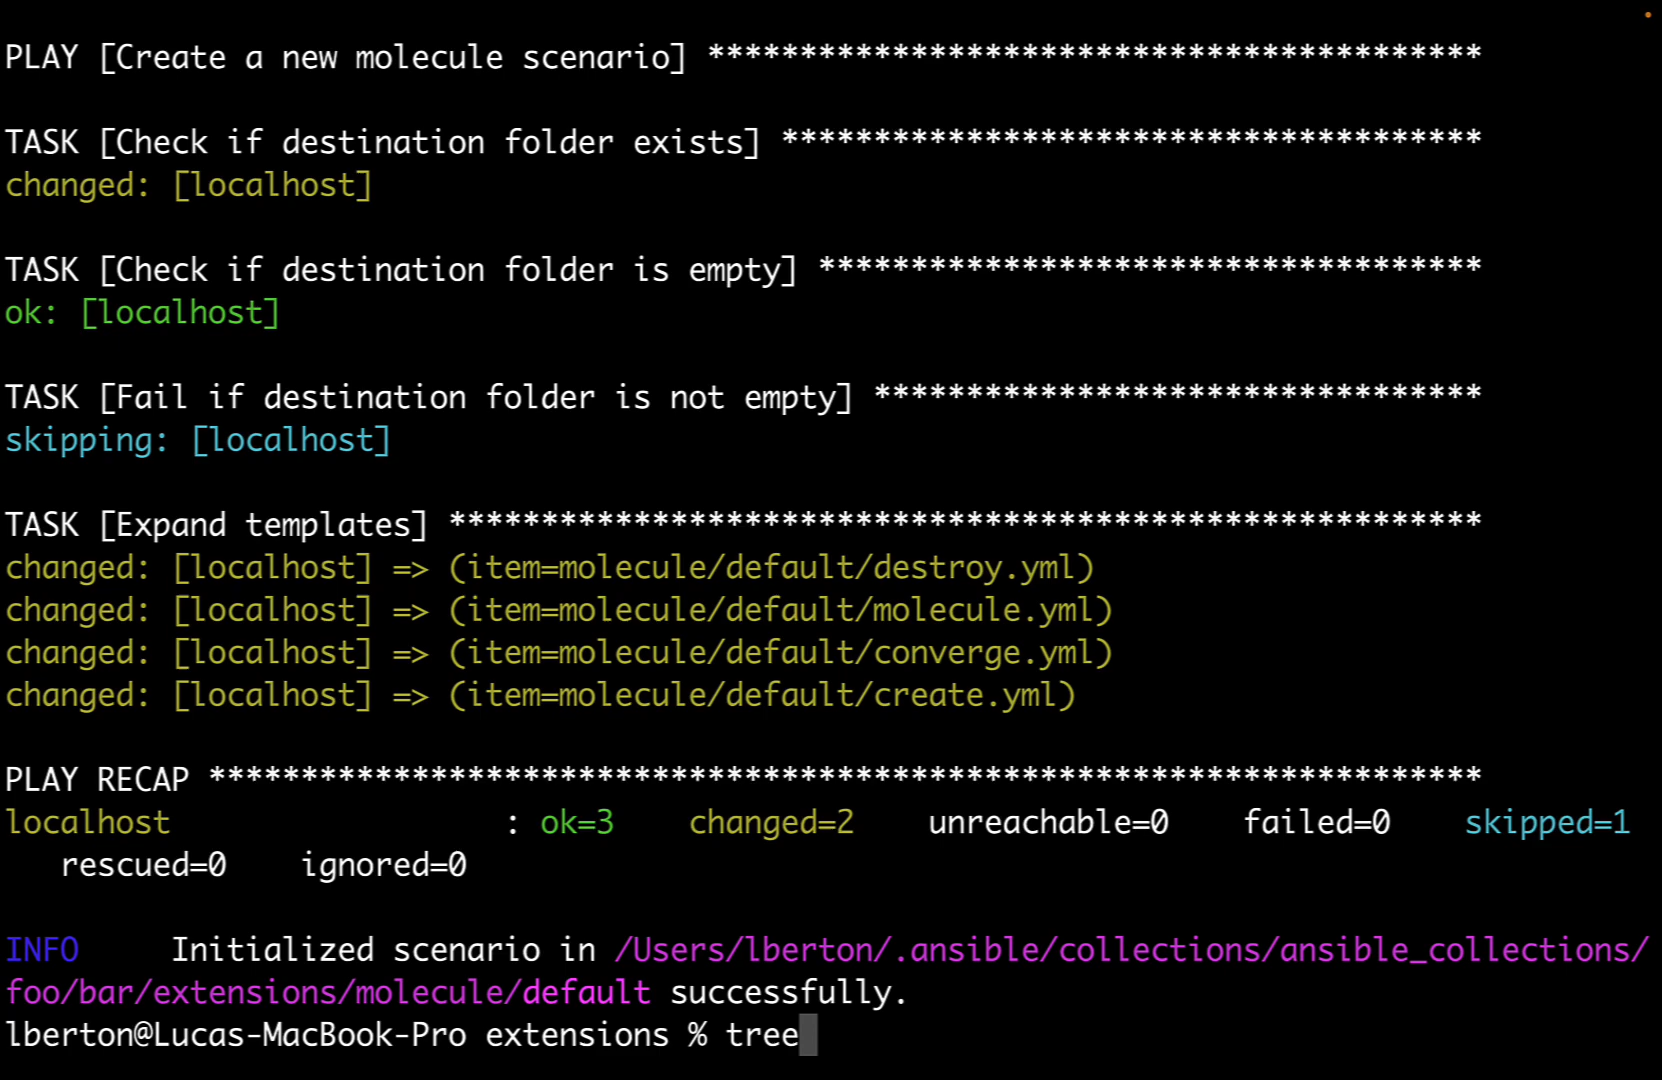 PLAY [Create a new molecule scenario] ******************************************
TASK [Check if destination folder exists] **************************************
changed: [localhost]
TASK [Check if destination folder is empty] ************************************
ok: [localhost]
TASK [Fail if destination folder is not empty] *********************************
skipping: [localhost]
TASK [Expand templates] ********************************************************
changed: [localhost] => (item=molecule/default/destroy.yml)
changed: [localhost] => (item=molecule/default/molecule.yml)
changed: [localhost] => (item=molecule/default/converge.yml)
changed: [localhost] => (item=molecule/default/create.yml)
PLAY RECAP *********************************************************************
localhost                  : ok=3    changed=2    unreachable=0    failed=0    skipped=1
   rescued=0    ignored=0
INFO     Initialized scenario in /Users/lberton/.ansible/collections/ansible_collections/
foo/bar/extensions/molecule/default successfully.
lberton@Lucas-MacBook-Pro extensions % tree